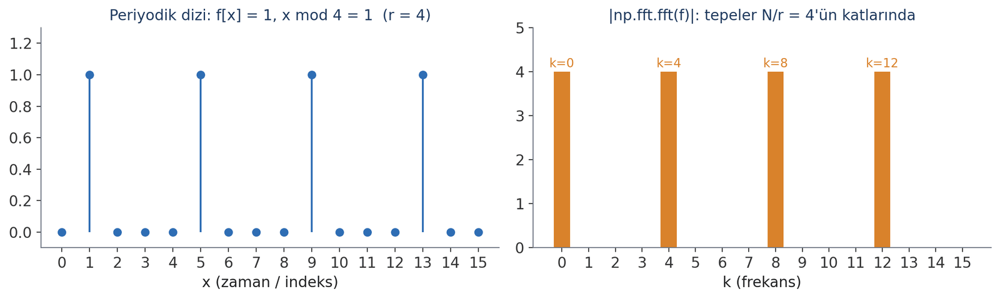 Periyodik dizi: f[x] = 1, x mod 4 = 1  (r = 4)
1.2
1.0
0.8
0.6
0.4
0.2
0.0
0 1 2 3 4 5 6 7 8 9 10 11 12 13 14 15
x (zaman / indeks)
|np.fft.fft(f)|: tepeler N/r = 4'ün katlarında
5
4
3
2
1
0
k=0 k=4 k=8 k=12
0 1 2 3 4 5 6 7 8 9 10 11 12 13 14 15
k (frekans)